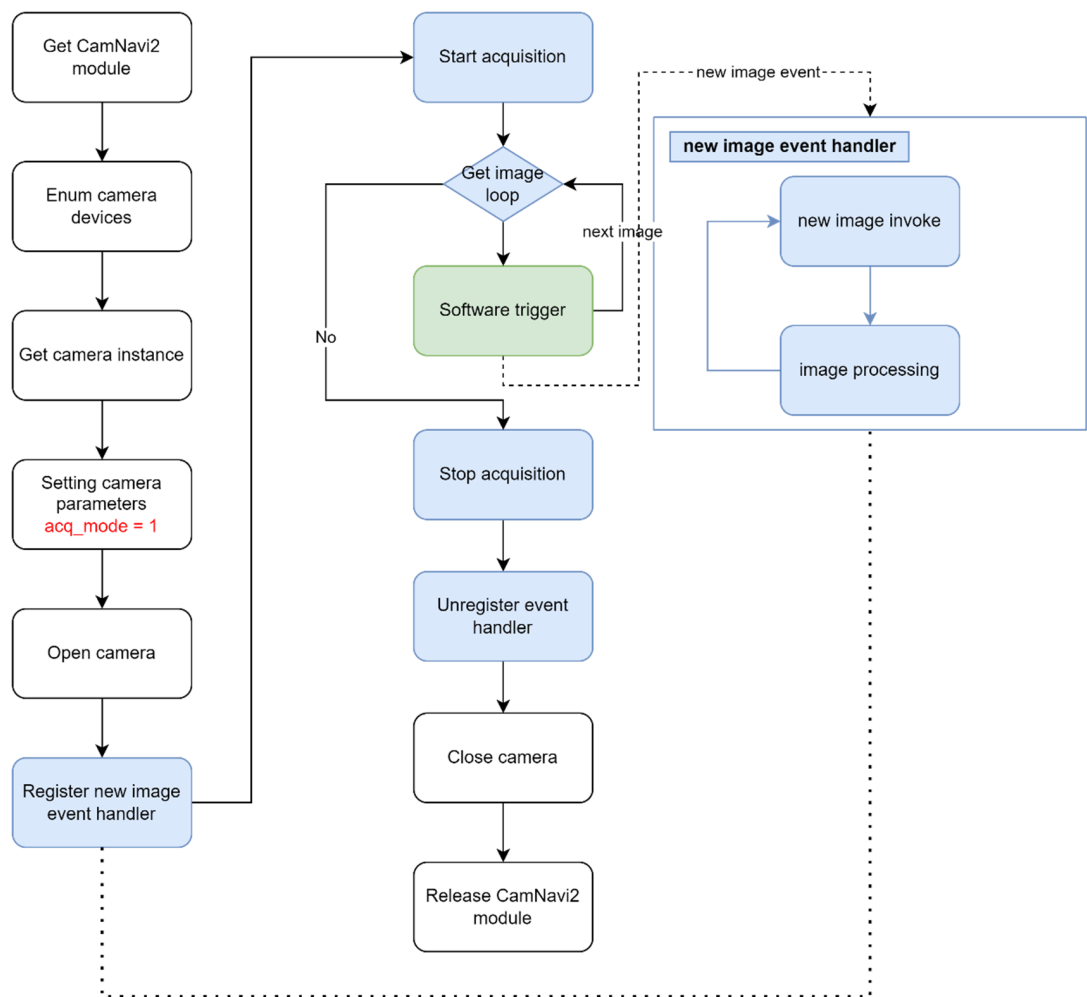 Get CamNavi2
module
Enum camera
devices
Get camera instance
Setting camera
parameters
acq_mode = 1
Open camera
Register new image
event handler
Start acquisition
Get image
loop
next image
Software trigger
No
Stop acquisition
Unregister event
handler
Close camera
Release CamNavi2
module
new image event
new image event handler
new image invoke
image processing